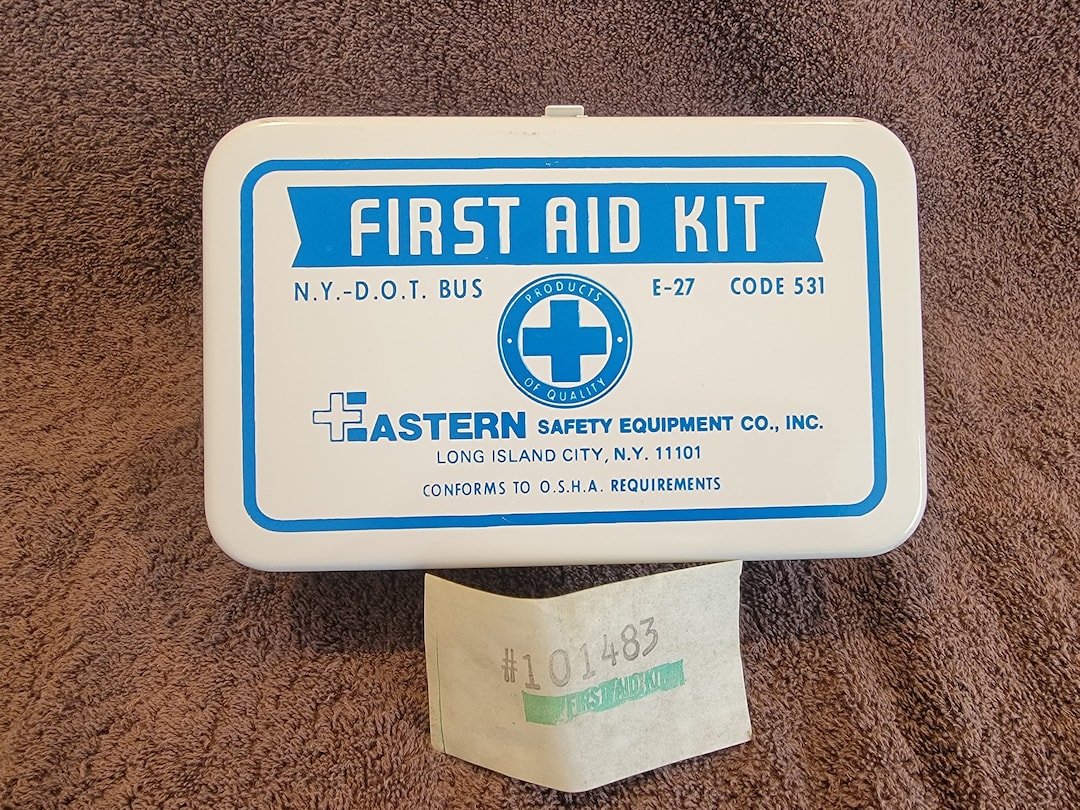 FIRST AID KIT
N.Y.-D.O.T. BUS
E-27 CODE 531
PRODUCTS
OF QUALITY
EASTERN SAFETY EQUIPMENT CO., INC.
LONG ISLAND CITY, N.Y. 11101
CONFORMS TO O.S.H.A. REQUIREMENTS
#101483
FIRST AID KIT